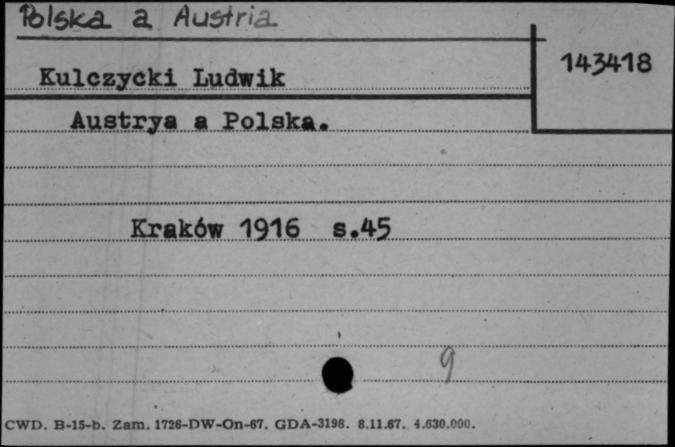 Polska a Austria
143418
Kulczycki Ludwik
Austrya a Polska.
Kraków 1916 s.45
9
CWD. B-15-b. Zam. 1726-DW-On-67. GDA-3198. 8.11.67. 4.630.000.